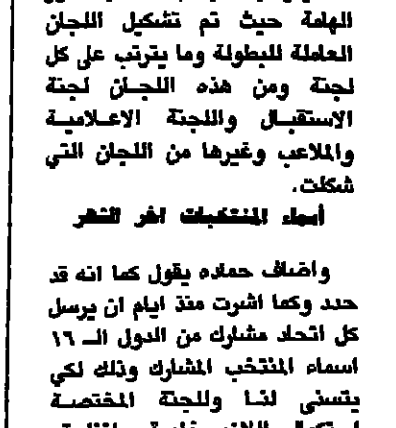 الهامة حيث تم تشكيل اللجان
العاملة للبطولة وما يترتب على كل
لجنة ومن هذه اللجان لجنة
الاستقبال واللجنة الاعلامية
والملاعب وغيرها من اللجان التي
شكلت.
أسماء المنتخبات اخر الشهر
واضاف حماده يقول كما انه قد
حدد وكما اشرت منذ ايام ان يرسل
كل اتحاد مشارك من الدول الـ ١٦
اسماء المنتخب المشارك وذلك لكي
يتسنى لنا وللجنة المختصة